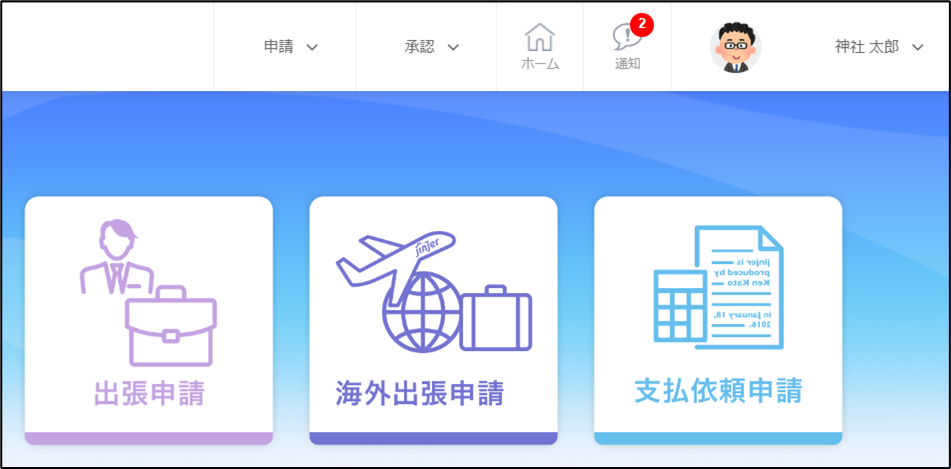 申請
承認
ホーム
2
通知
神社 太郎
jinjer
出張申請
海外出張申請
jinjer is
produced by
Ken Kato
in January 18,
2016.
支払依頼申請